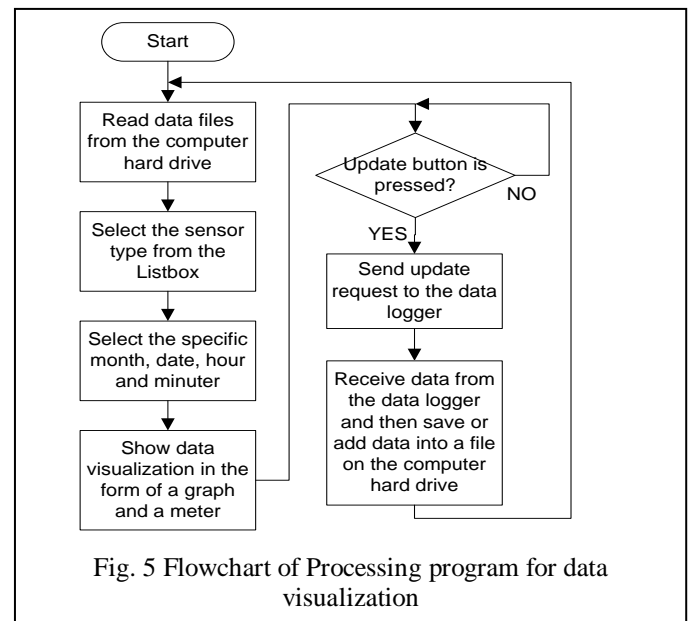 Start
Read data files
from the computer
hard drive
Select the sensor
type from the
Listbox
Select the specific
month, date, hour
and minuter
Show data
visualization in the
form of a graph
and a meter
Update button is
pressed?
NO
YES
Send update
request to the data
logger
Receive data from
the data logger
and then save or
add data into a file
on the computer
hard drive
Fig. 5 Flowchart of Processing program for data
visualization